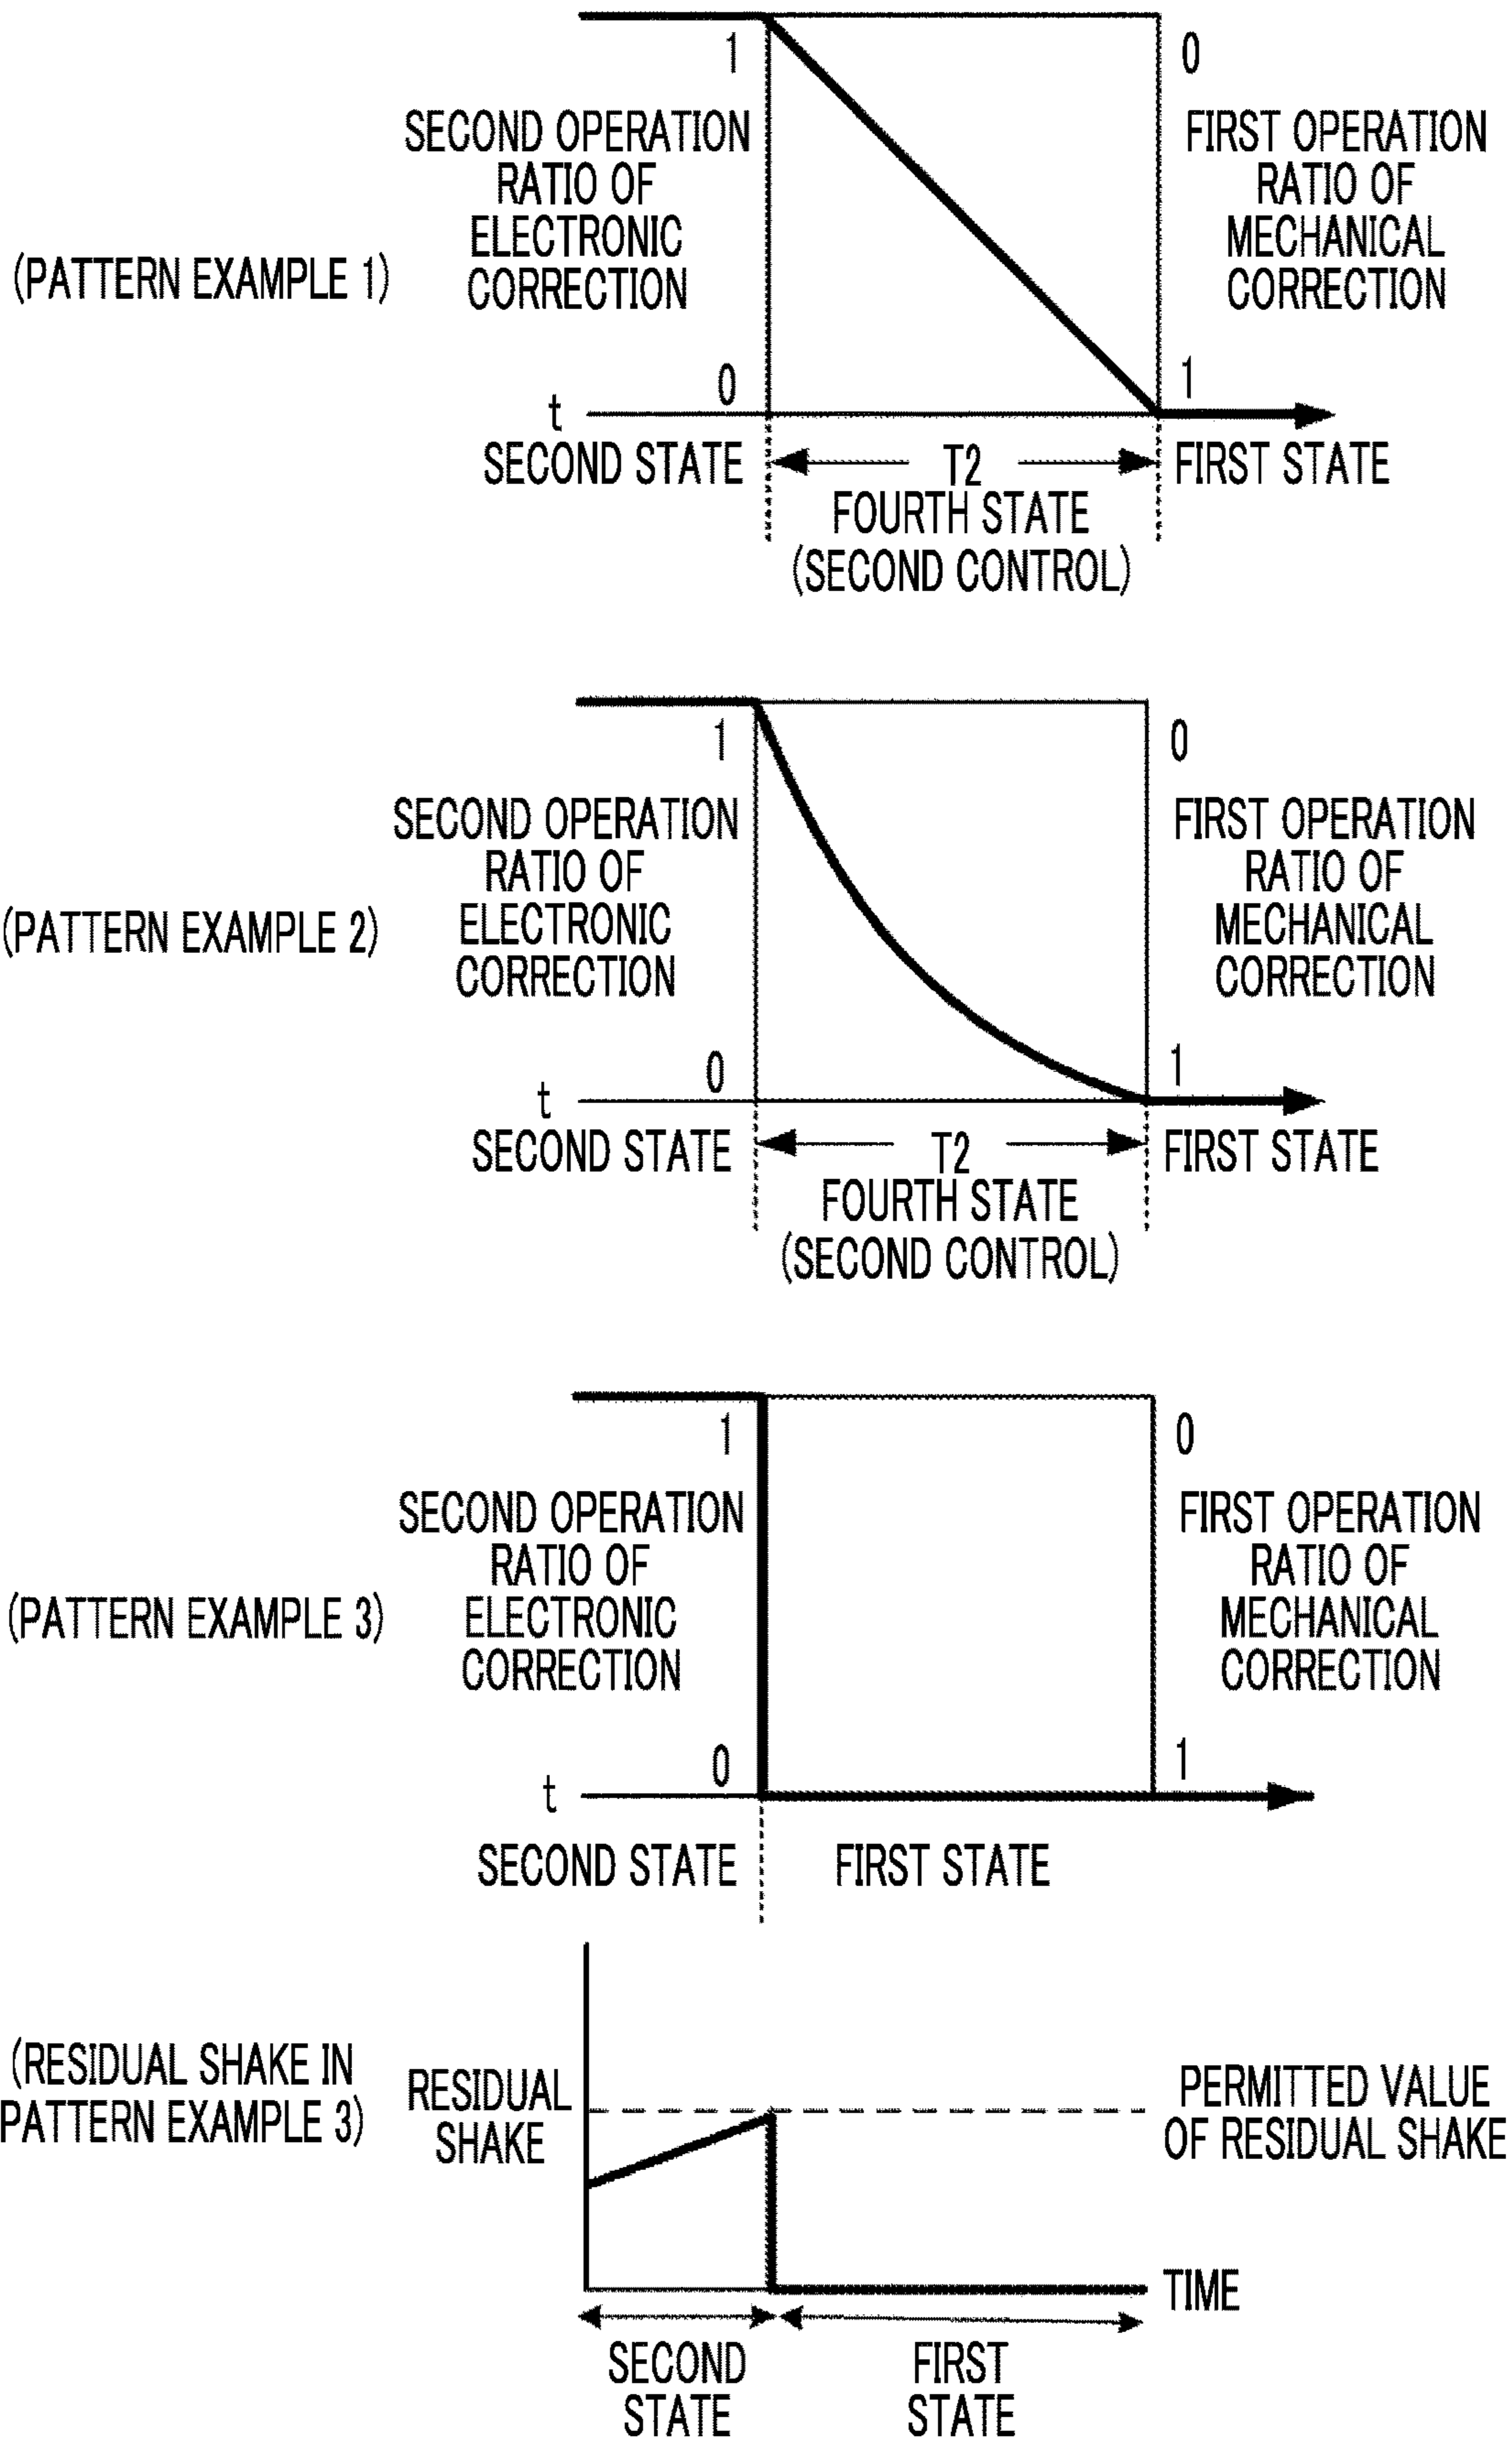 1
0
SECOND OPERATION
RATIO OF
ELECTRONIC
CORRECTION
FIRST OPERATION
RATIO OF
MECHANICAL
CORRECTION
(PATTERN EXAMPLE 1)
0
1
t
SECOND STATE
T2
FIRST STATE
FOURTH STATE
(SECOND CONTROL)
1
0
SECOND OPERATION
RATIO OF
ELECTRONIC
CORRECTION
FIRST OPERATION
RATIO OF
MECHANICAL
CORRECTION
(PATTERN EXAMPLE 2)
0
1
t
SECOND STATE
T2
FIRST STATE
FOURTH STATE
(SECOND CONTROL)
1
0
SECOND OPERATION
RATIO OF
ELECTRONIC
CORRECTION
FIRST OPERATION
RATIO OF
MECHANICAL
CORRECTION
(PATTERN EXAMPLE 3)
0
1
t
SECOND STATE
FIRST STATE
(RESIDUAL SHAKE IN
PATTERN EXAMPLE 3)
RESIDUAL
SHAKE
PERMITTED VALUE
OF RESIDUAL SHAKE
TIME
SECOND
STATE
FIRST
STATE